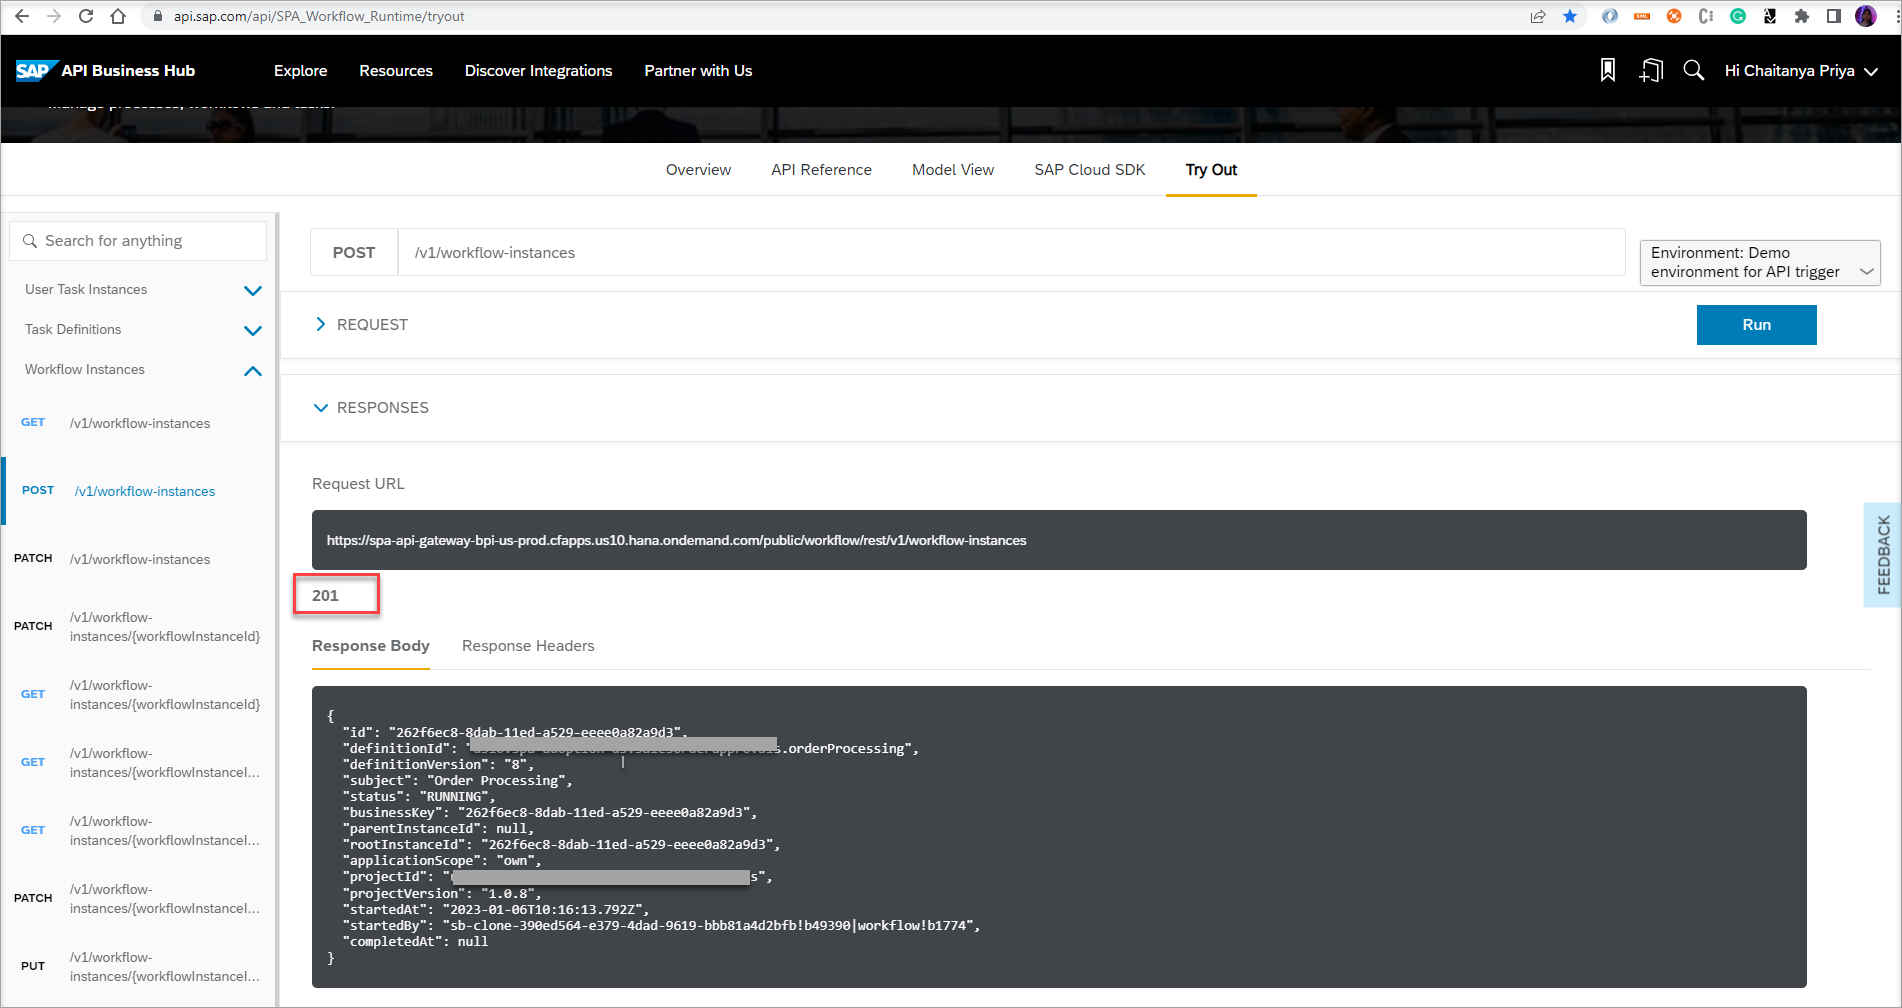 api.sap.com/api/SPA_Workflow_Runtime/tryout
SAP API Business Hub
Explore
Resources
Discover Integrations
Partner with Us
Hi Chaitanya Priya
manage processes, workflows and tasks.
Overview
API Reference
Model View
SAP Cloud SDK
Try Out
Search for anything
User Task Instances
Task Definitions
Workflow Instances
GET /v1/workflow-instances
POST /v1/workflow-instances
PATCH /v1/workflow-instances
PATCH /v1/workflow-
instances/{workflowInstanceId}
GET /v1/workflow-
instances/{workflowInstanceId}
GET /v1/workflow-
instances/{workflowInstanceI...
GET /v1/workflow-
instances/{workflowInstanceI...
PATCH /v1/workflow-
instances/{workflowInstanceI...
PUT /v1/workflow-
instances/{workflowInstanceI...
POST /v1/workflow-instances
Environment: Demo
environment for API trigger
REQUEST
Run
RESPONSES
Request URL
https://spa-api-gateway-bpi-us-prod.cfapps.us10.hana.ondemand.com/public/workflow/rest/v1/workflow-instances
201
Response Body
Response Headers
{
"id": "262f6ec8-8dab-11ed-a529-eeee0a82a9d3",
"definitionId": " .orderProcessing",
"definitionVersion": "8",
"subject": "Order Processing",
"status": "RUNNING",
"businessKey": "262f6ec8-8dab-11ed-a529-eeee0a82a9d3",
"parentInstanceId": null,
"rootInstanceId": "262f6ec8-8dab-11ed-a529-eeee0a82a9d3",
"applicationScope": "own",
"projectId": " s",
"projectVersion": "1.0.8",
"startedAt": "2023-01-06T10:16:13.792Z",
"startedBy": "sb-clone-390ed564-e379-4dad-9619-bbb81a4d2bfb!b49390|workflow!b1774",
"completedAt": null
}
FEEDBACK